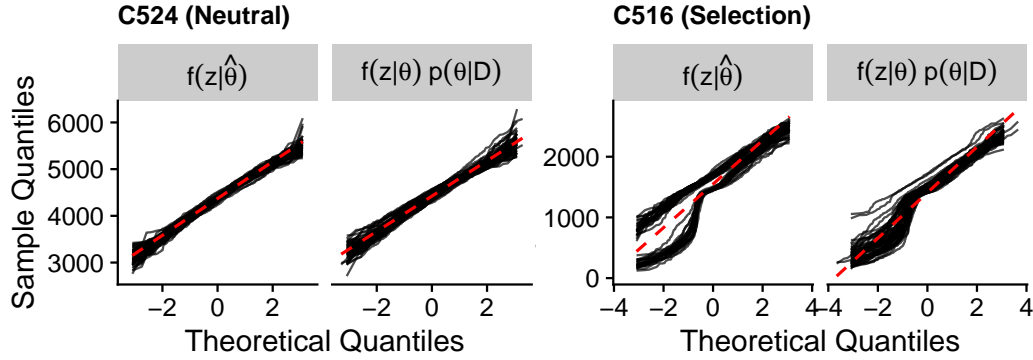 C524 (Neutral)
C516 (Selection)
f(z|θ̂)
f(z|θ) p(θ|D)
f(z|θ̂)
f(z|θ) p(θ|D)
Sample Quantiles
6000
5000
4000
3000
2000
1000
0
−2 0 2
−2 0 2
−4 −2 0 2 4
−4 −2 0 2 4
Theoretical Quantiles
Theoretical Quantiles